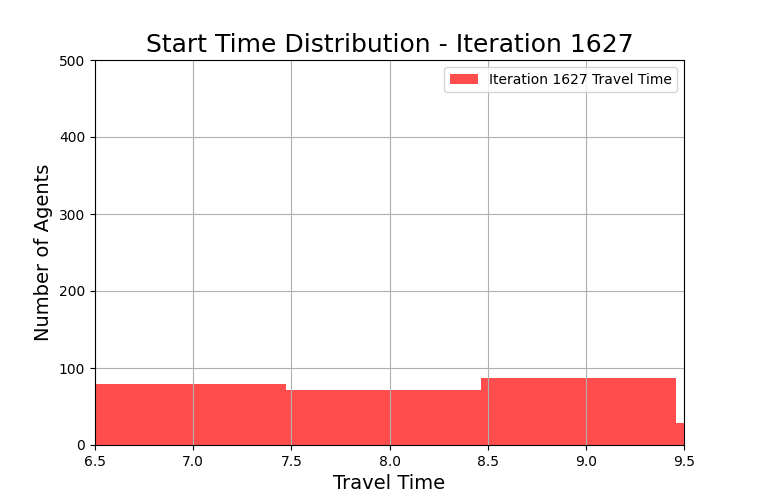 Start Time Distribution - Iteration 1627
Iteration 1627 Travel Time
Number of Agents
500
400
300
200
100
0
6.5 7.0 7.5 8.0 8.5 9.0 9.5
Travel Time